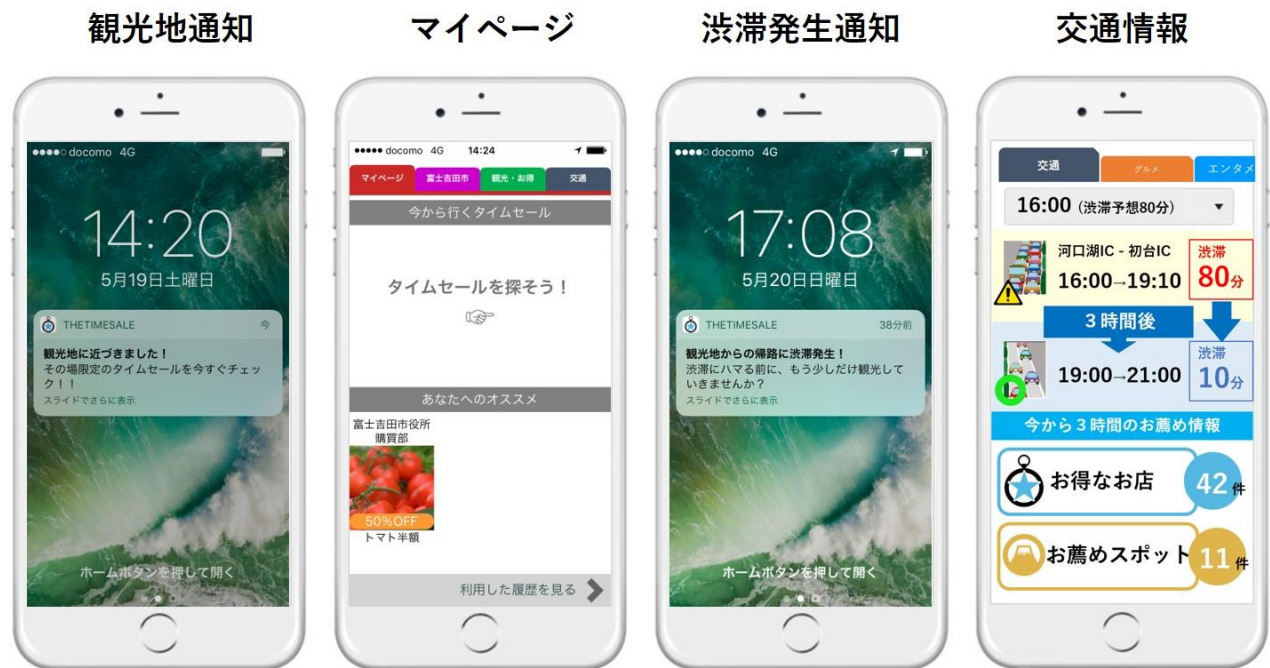 観光地通知
マイページ
渋滞発生通知
交通情報
docomo 4G
14:20
5月19日土曜日
THETIMESALE
今
観光地に近づきました！
その場限定のタイムセールを今すぐチェッ
ク！！
スライドでさらに表示
ホームボタンを押して開く
docomo 4G 14:24
マイページ
富士吉田市
観光・お得
交通
今から行くタイムセール
タイムセールを探そう！
あなたへのオススメ
富士吉田市役所
購買部
50%OFF
トマト半額
利用した履歴を見る
docomo 4G
17:08
5月20日日曜日
THETIMESALE
38分前
観光地からの帰路に渋滞発生！
渋滞にハマる前に、もう少しだけ観光して
いきませんか？
スライドでさらに表示
ホームボタンを押して開く
交通
グルメ
エンタメ
16:00 (渋滞予想80分)
河口湖IC - 初台IC
16:00→19:10
渋滞
80分
３時間後
19:00→21:00
渋滞
10分
今から３時間のお薦め情報
お得なお店
42件
お薦めスポット
11件